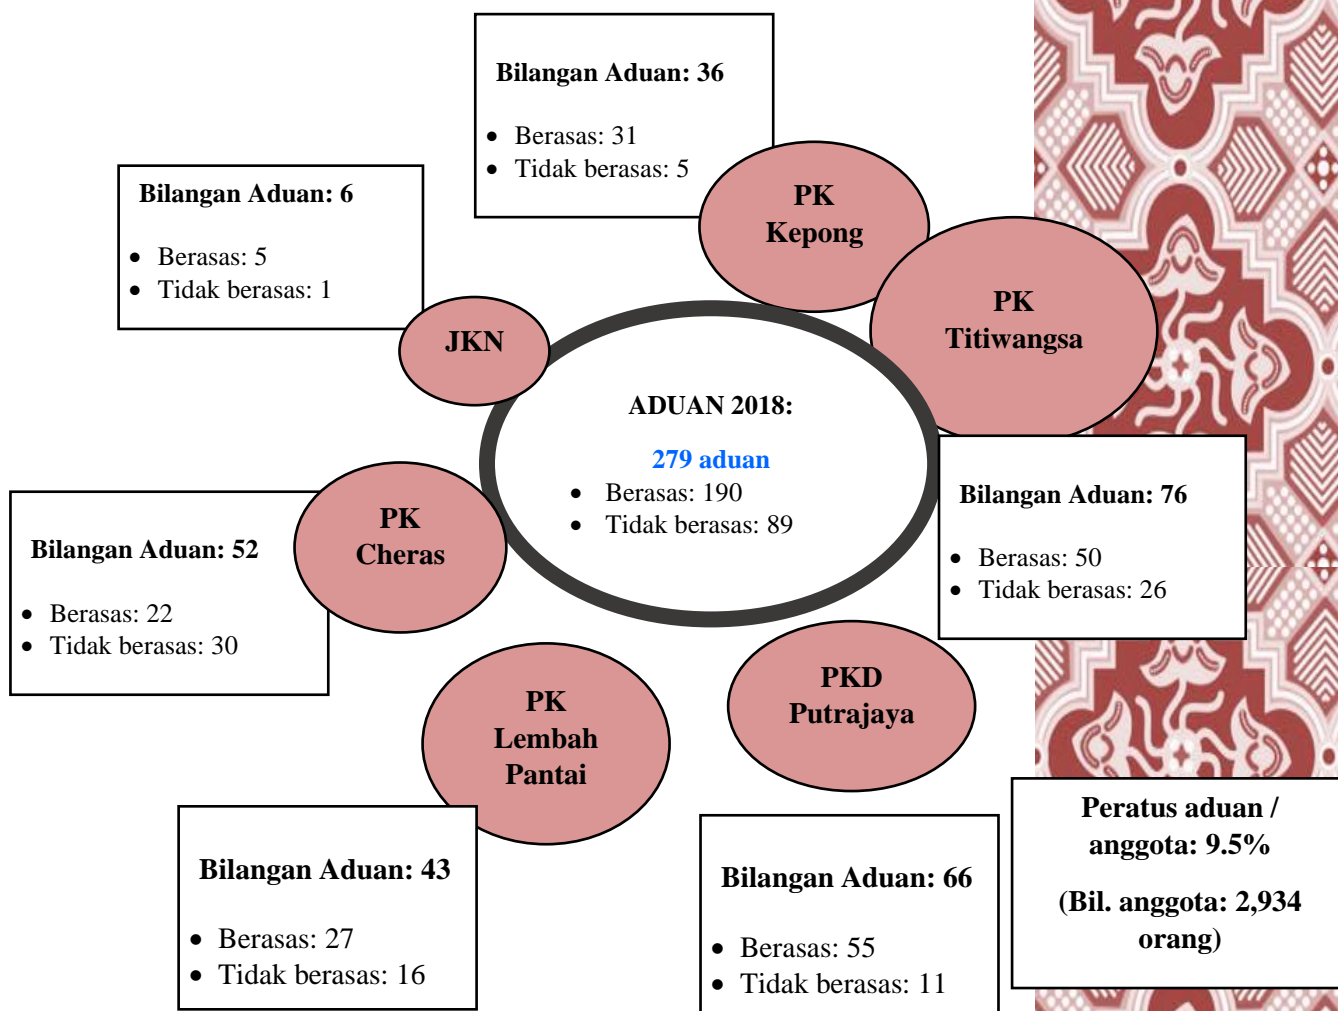 Bilangan Aduan: 36
• Berasas: 31
• Tidak berasas: 5
PK
Kepong
Bilangan Aduan: 6
• Berasas: 5
• Tidak berasas: 1
JKN
PK
Titiwangsa
ADUAN 2018:
279 aduan
• Berasas: 190
• Tidak berasas: 89
Bilangan Aduan: 76
• Berasas: 50
• Tidak berasas: 26
PK
Cheras
Bilangan Aduan: 52
• Berasas: 22
• Tidak berasas: 30
PK
Lembah
Pantai
Bilangan Aduan: 43
• Berasas: 27
• Tidak berasas: 16
PKD
Putrajaya
Bilangan Aduan: 66
• Berasas: 55
• Tidak berasas: 11
Peratus aduan /
anggota: 9.5%
(Bil. anggota: 2,934
orang)